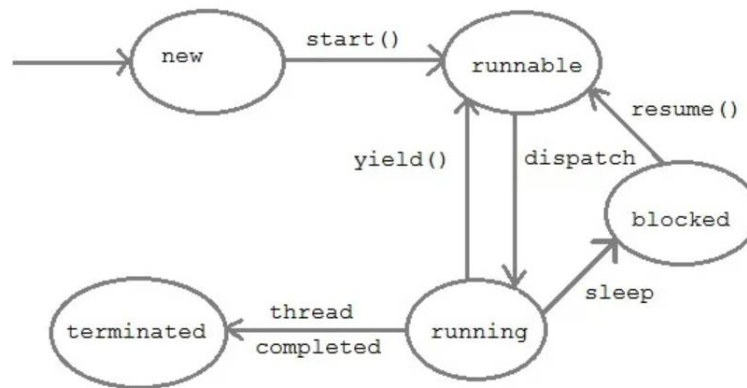 start()
new
runnable
resume()
yield()
dispatch
blocked
sleep
thread
completed
terminated
running